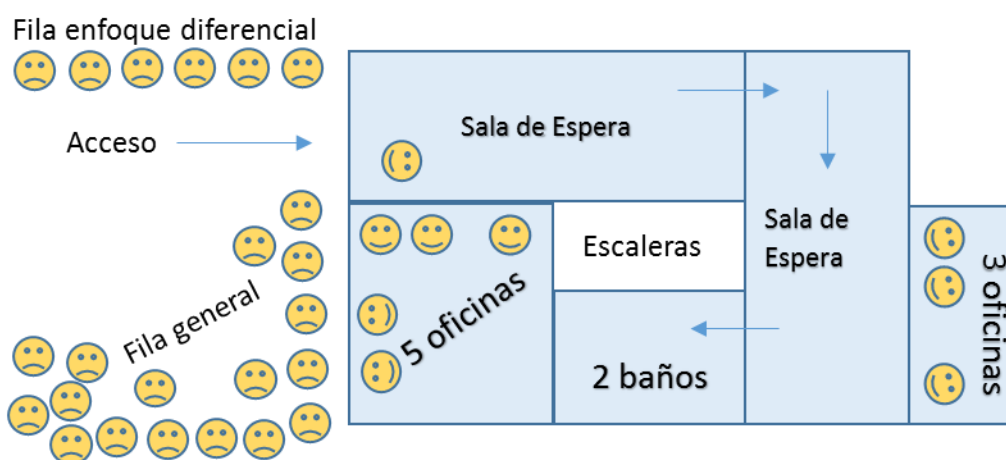 Fila enfoque diferencial
Acceso
Sala de Espera
Fila general
5 oficinas
Escaleras
Sala de
Espera
2 baños
3 oficinas